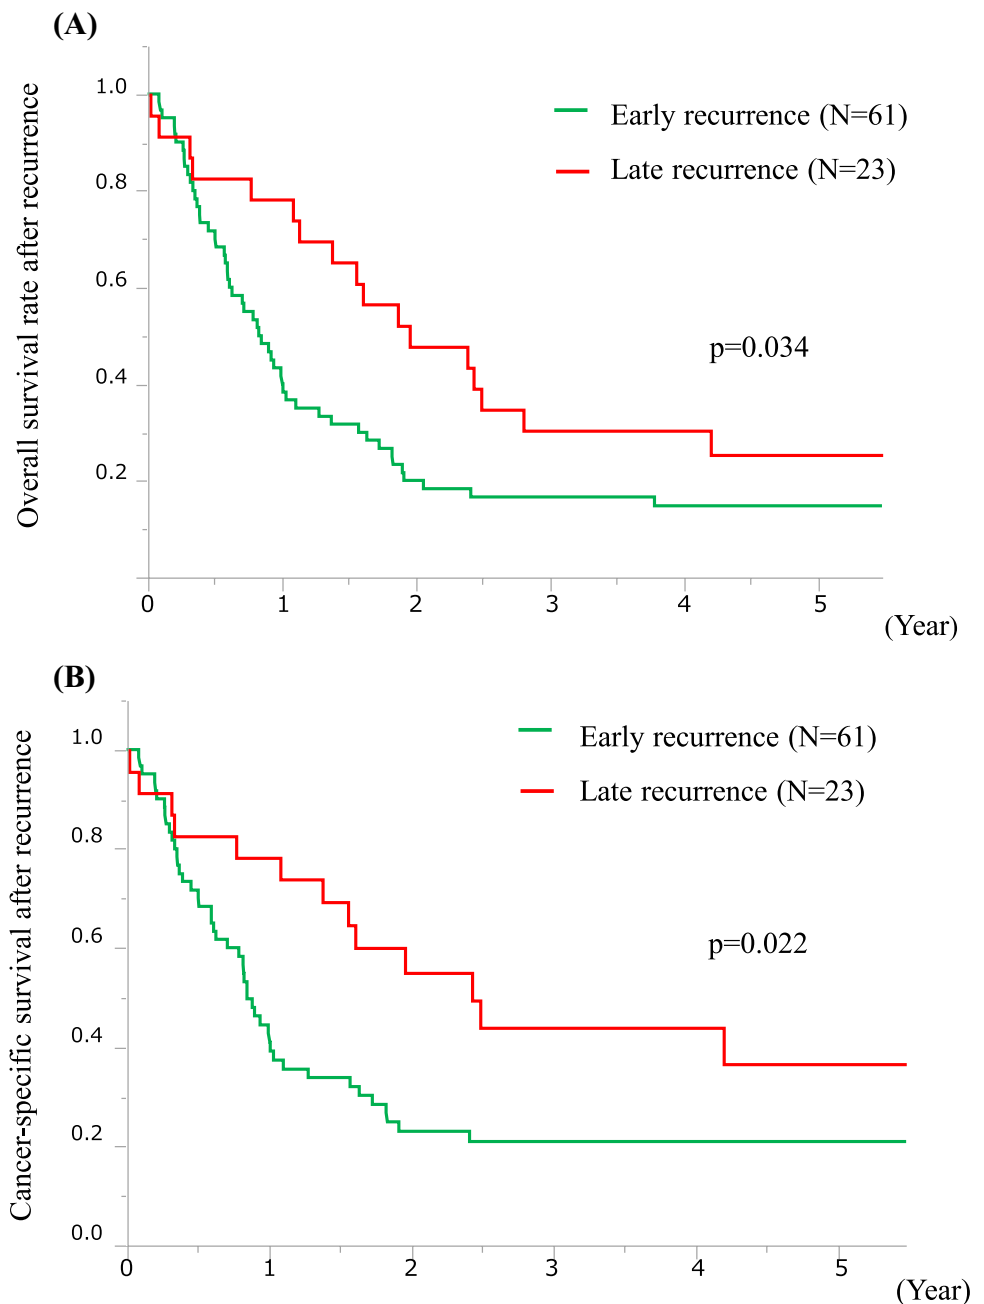 (A)
Overall survival rate after recurrence
1.0
0.8
0.6
0.4
0.2
Early recurrence (N=61)
Late recurrence (N=23)
p=0.034
0 1 2 3 4 5
(Year)
(B)
Cancer-specific survival after recurrence
1.0
0.8
0.6
0.4
0.2
0.0
Early recurrence (N=61)
Late recurrence (N=23)
p=0.022
0 1 2 3 4 5
(Year)